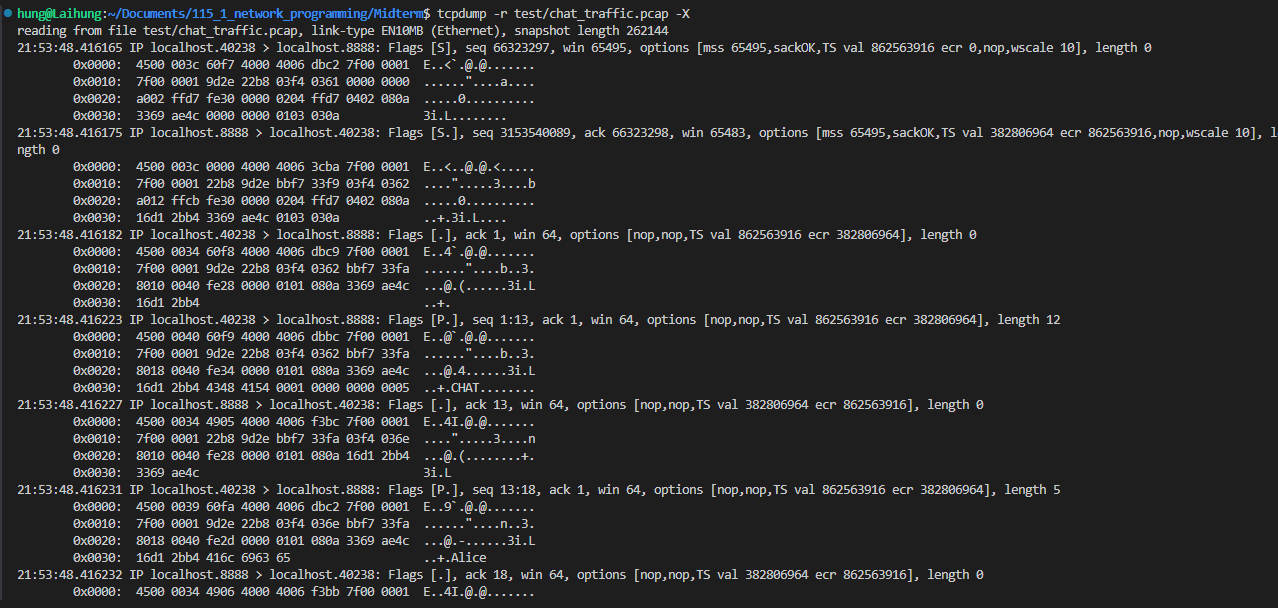 hung@Laihung:~/Documents/115_1_network_programming/Midterm$ tcpdump -r test/chat_traffic.pcap -X
reading from file test/chat_traffic.pcap, link-type EN10MB (Ethernet), snapshot length 262144
21:53:48.416165 IP localhost.40238 > localhost.8888: Flags [S], seq 66323297, win 65495, options [mss 65495,sackOK,TS val 862563916 ecr 0,nop,wscale 10], length 0
0x0000:  4500 003c 60f7 4000 4006 dbc2 7f00 0001  E..<`.@.@.......
0x0010:  7f00 0001 9d2e 22b8 03f4 0361 0000 0000  ......"....a....
0x0020:  a002 ffd7 fe30 0000 0204 ffd7 0402 080a  .....0..........
0x0030:  3369 ae4c 0000 0000 0103 030a            3i.L........
21:53:48.416175 IP localhost.8888 > localhost.40238: Flags [S.], seq 3153540089, ack 66323298, win 65483, options [mss 65495,sackOK,TS val 382806964 ecr 862563916,nop,wscale 10], le
ngth 0
0x0000:  4500 003c 0000 4000 4006 3cba 7f00 0001  E..<..@.@.<.....
0x0010:  7f00 0001 22b8 9d2e bbf7 33f9 03f4 0362  ....".....3....b
0x0020:  a012 ffcb fe30 0000 0204 ffd7 0402 080a  .....0..........
0x0030:  16d1 2bb4 3369 ae4c 0103 030a            ..+.3i.L....
21:53:48.416182 IP localhost.40238 > localhost.8888: Flags [.], ack 1, win 64, options [nop,nop,TS val 862563916 ecr 382806964], length 0
0x0000:  4500 0034 60f8 4000 4006 dbc9 7f00 0001  E..4`.@.@.......
0x0010:  7f00 0001 9d2e 22b8 03f4 0362 bbf7 33fa  ......"....b..3.
0x0020:  8010 0040 fe28 0000 0101 080a 3369 ae4c  ...@.(......3i.L
0x0030:  16d1 2bb4                                ..+.
21:53:48.416223 IP localhost.40238 > localhost.8888: Flags [P.], seq 1:13, ack 1, win 64, options [nop,nop,TS val 862563916 ecr 382806964], length 12
0x0000:  4500 0040 60f9 4000 4006 dbbc 7f00 0001  E..@`.@.@.......
0x0010:  7f00 0001 9d2e 22b8 03f4 0362 bbf7 33fa  ......"....b..3.
0x0020:  8018 0040 fe34 0000 0101 080a 3369 ae4c  ...@.4......3i.L
0x0030:  16d1 2bb4 4348 4154 0001 0000 0000 0005  ..+.CHAT........
21:53:48.416227 IP localhost.8888 > localhost.40238: Flags [.], ack 13, win 64, options [nop,nop,TS val 382806964 ecr 862563916], length 0
0x0000:  4500 0034 4905 4000 4006 f3bc 7f00 0001  E..4I.@.@.......
0x0010:  7f00 0001 22b8 9d2e bbf7 33fa 03f4 036e  ....".....3....n
0x0020:  8010 0040 fe28 0000 0101 080a 16d1 2bb4  ...@.(........+.
0x0030:  3369 ae4c                                3i.L
21:53:48.416231 IP localhost.40238 > localhost.8888: Flags [P.], seq 13:18, ack 1, win 64, options [nop,nop,TS val 862563916 ecr 382806964], length 5
0x0000:  4500 0039 60fa 4000 4006 dbc2 7f00 0001  E..9`.@.@.......
0x0010:  7f00 0001 9d2e 22b8 03f4 036e bbf7 33fa  ......"....n..3.
0x0020:  8018 0040 fe2d 0000 0101 080a 3369 ae4c  ...@.-......3i.L
0x0030:  16d1 2bb4 416c 6963 65                   ..+.Alice
21:53:48.416232 IP localhost.8888 > localhost.40238: Flags [.], ack 18, win 64, options [nop,nop,TS val 382806964 ecr 862563916], length 0
0x0000:  4500 0034 4906 4000 4006 f3bb 7f00 0001  E..4I.@.@.......